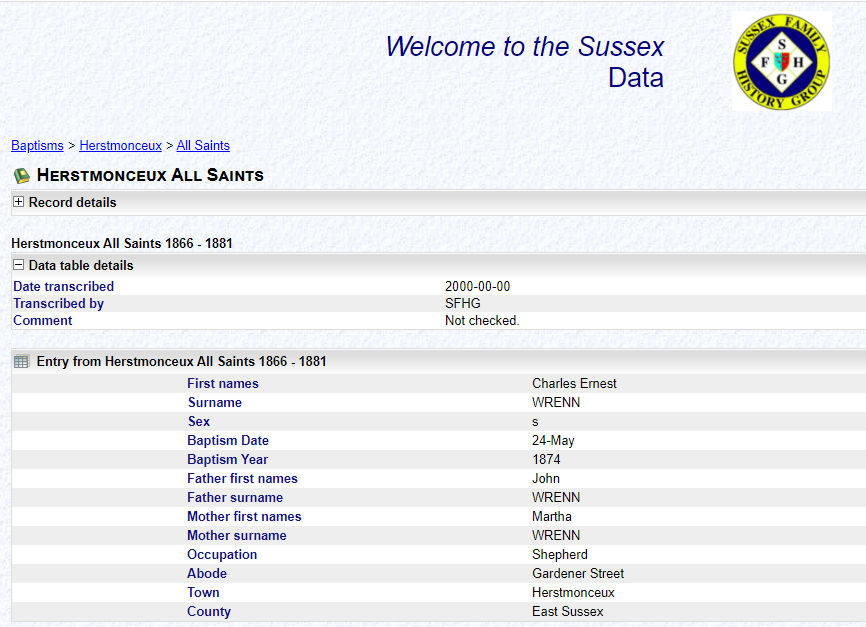 Welcome to the Sussex
Data
SUSSEX FAMILY
HISTORY GROUP
S
F H
G
Baptisms > Herstmonceux > All Saints
Herstmonceux All Saints
Record details
Herstmonceux All Saints 1866 - 1881
Data table details
Date transcribed 2000-00-00
Transcribed by SFHG
Comment Not checked.
Entry from Herstmonceux All Saints 1866 - 1881
First names Charles Ernest
Surname WRENN
Sex s
Baptism Date 24-May
Baptism Year 1874
Father first names John
Father surname WRENN
Mother first names Martha
Mother surname WRENN
Occupation Shepherd
Abode Gardener Street
Town Herstmonceux
County East Sussex